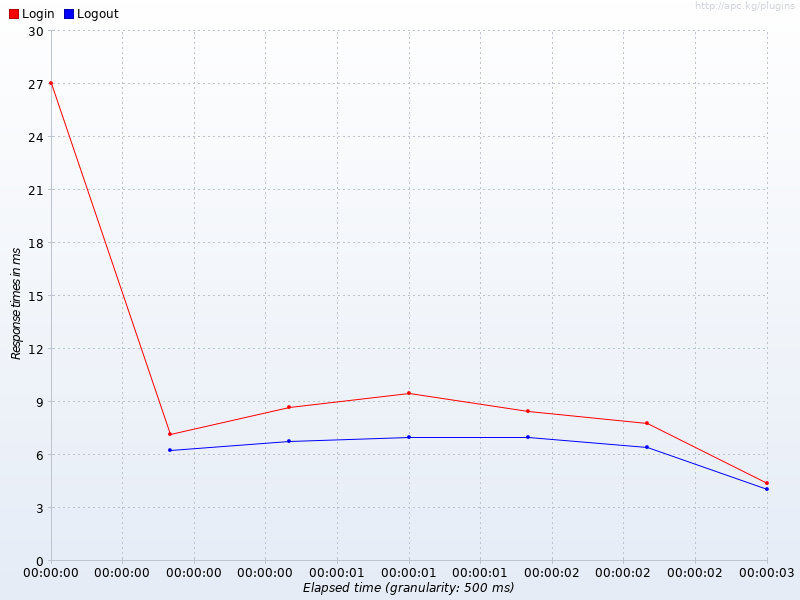 http://apc.kg/plugins
Login Logout
30
27
24
21
18
15
12
9
6
3
0
Response times in ms
00:00:00 00:00:00 00:00:00 00:00:00 00:00:01 00:00:01 00:00:01 00:00:02 00:00:02 00:00:02 00:00:03
Elapsed time (granularity: 500 ms)